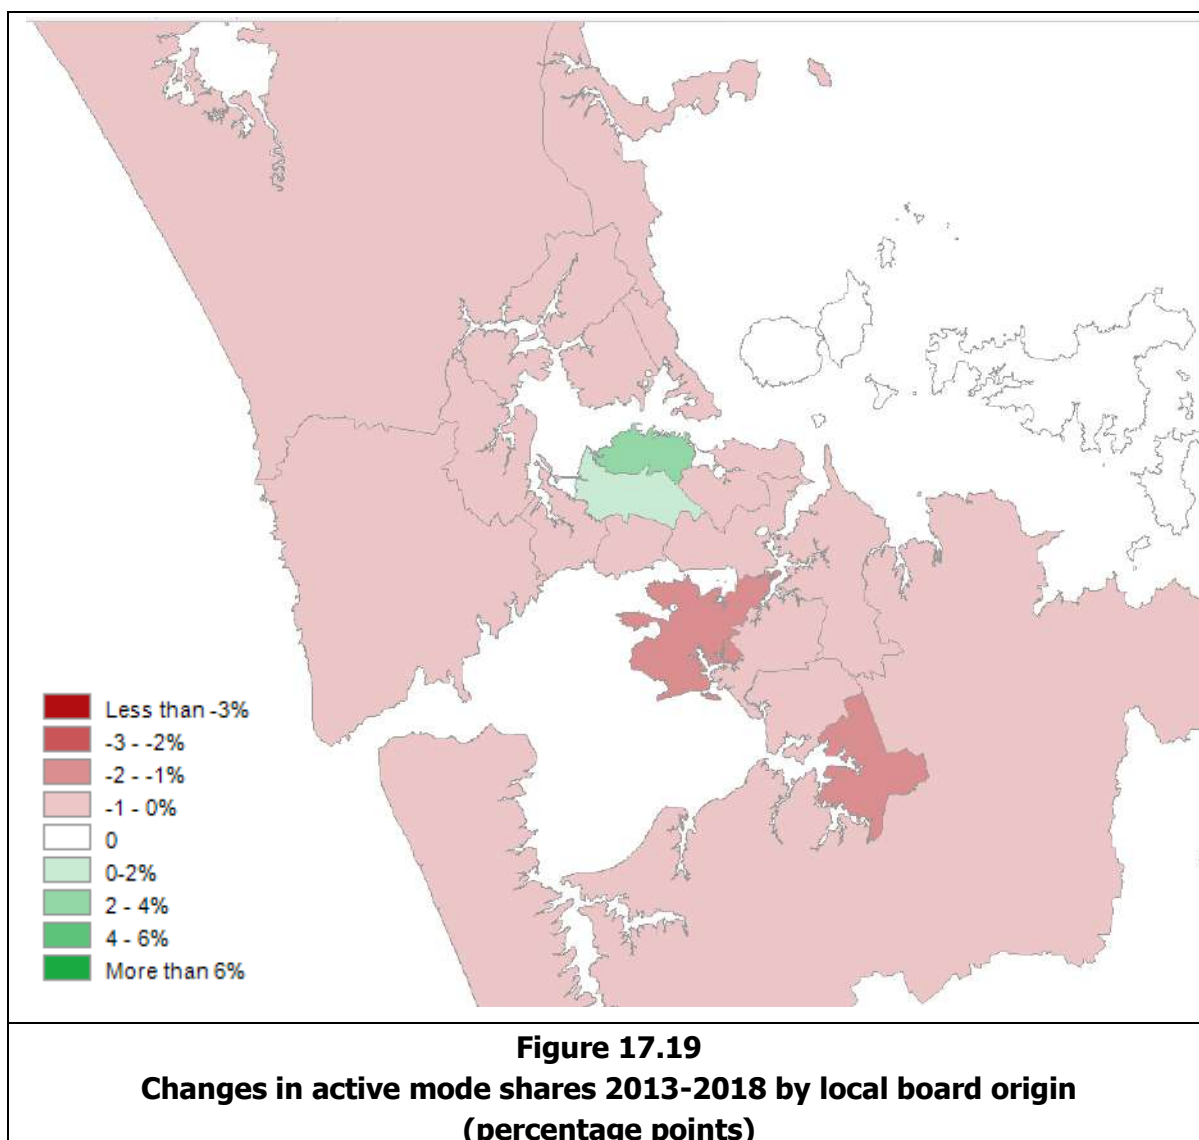 Less than -3%
-3 - -2%
-2 - -1%
-1 - 0%
0
0-2%
2 - 4%
4 - 6%
More than 6%
Figure 17.19
Changes in active mode shares 2013-2018 by local board origin
(percentage points)